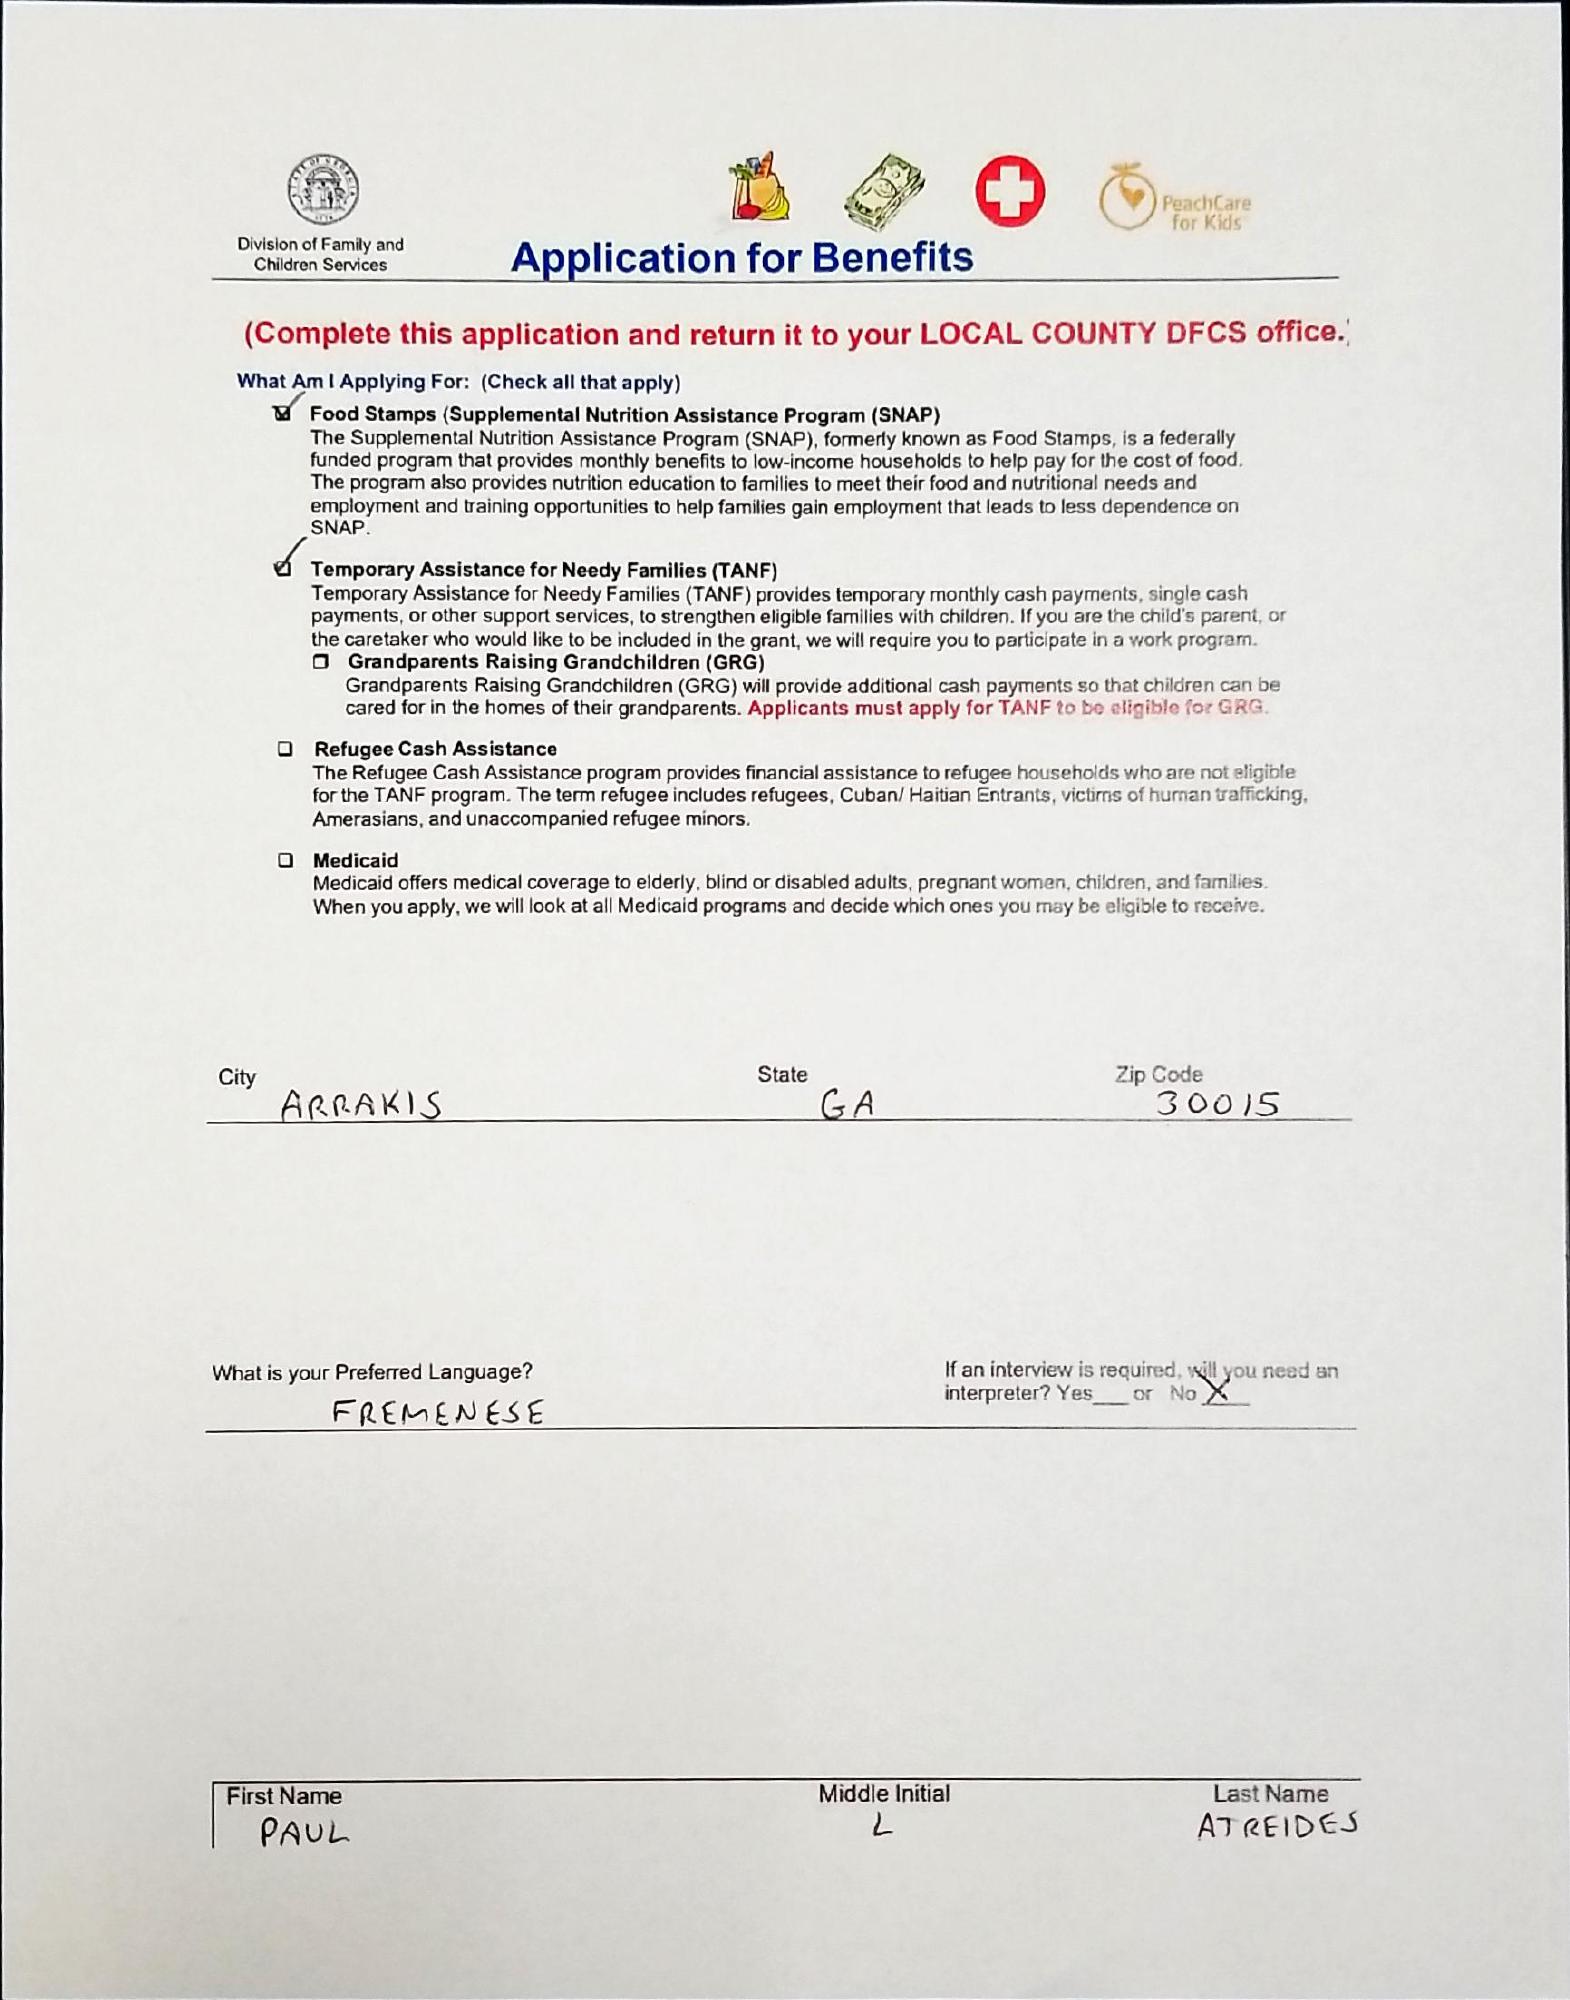 PeachCare
for Kids
Division of Family and
Children Services
Application for Benefits
(Complete this application and return it to your LOCAL COUNTY DFCS office.)
What Am I Applying For: (Check all that apply)
Food Stamps (Supplemental Nutrition Assistance Program (SNAP)
The Supplemental Nutrition Assistance Program (SNAP), formerly known as Food Stamps, is a federally
funded program that provides monthly benefits to low-income households to help pay for the cost of food.
The program also provides nutrition education to families to meet their food and nutritional needs and
employment and training opportunities to help families gain employment that leads to less dependence on
SNAP.
Temporary Assistance for Needy Families (TANF)
Temporary Assistance for Needy Families (TANF) provides temporary monthly cash payments, single cash
payments, or other support services, to strengthen eligible families with children. If you are the child's parent, or
the caretaker who would like to be included in the grant, we will require you to participate in a work program.
Grandparents Raising Grandchildren (GRG)
Grandparents Raising Grandchildren (GRG) will provide additional cash payments so that children can be
cared for in the homes of their grandparents. Applicants must apply for TANF to be eligible for GRG.
Refugee Cash Assistance
The Refugee Cash Assistance program provides financial assistance to refugee households who are not eligible
for the TANF program. The term refugee includes refugees, Cuban/ Haitian Entrants, victims of human trafficking,
Amerasians, and unaccompanied refugee minors.
Medicaid
Medicaid offers medical coverage to elderly, blind or disabled adults, pregnant women, children, and families.
When you apply, we will look at all Medicaid programs and decide which ones you may be eligible to receive.
City State Zip Code
ARRAKIS GA 30015
What is your Preferred Language? If an interview is required, will you need an
interpreter? Yes___ or No X
FREMENESE
First Name Middle Initial Last Name
PAUL L ATREIDES